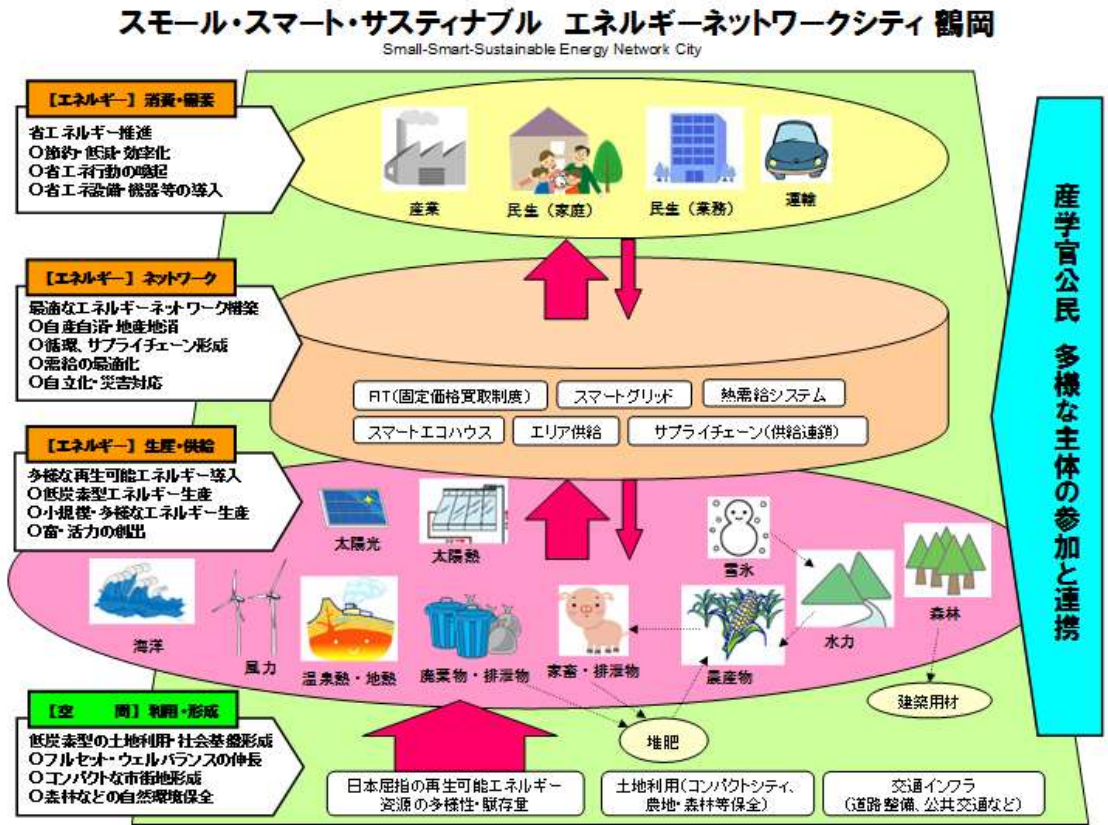 スモール・スマート・サスティナブル エネルギーネットワークシティ 鶴岡
Small-Smart-Sustainable Energy Network City
【エネルギー】消費・需要
省エネルギー推進
○節約・低減・効率化
○省エネ行動の喚起
○省エネ設備・機器等の導入
産業
民生（家庭）
民生（業務）
運輸
【エネルギー】ネットワーク
最適なエネルギーネットワーク構築
○自産自消・地産地消
○循環、サプライチェーン形成
○需給の最適化
○自立化・災害対応
FIT(固定価格買取制度)
スマートグリッド
熱需給システム
スマートエコハウス
エリア供給
サプライチェーン(供給連鎖)
【エネルギー】生産・供給
多様な再生可能エネルギー導入
○低炭素型エネルギー生産
○小規模・多様なエネルギー生産
○富・活力の創出
太陽光
太陽熱
雪氷
森林
海洋
風力
温泉熱・地熱
廃棄物・排泄物
家畜・排泄物
農産物
水力
建築用材
堆肥
【空　間】利用・形成
低炭素型の土地利用・社会基盤形成
○フルセット・ウェルバランスの伸長
○コンパクトな市街地形成
○森林などの自然環境保全
日本屈指の再生可能エネルギー
資源の多様性・賦存量
土地利用(コンパクトシティ、
農地・森林等保全)
交通インフラ
(道路整備、公共交通など)
産学官公民 多様な主体の参加と連携